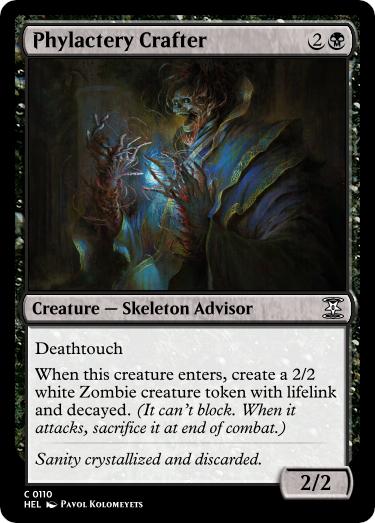 Phylactery Crafter 2
Creature — Skeleton Advisor
Deathtouch
When this creature enters, create a 2/2
white Zombie creature token with lifelink
and decayed. (It can't block. When it
attacks, sacrifice it at end of combat.)
Sanity crystallized and discarded.
2/2
C 0110
HEL Pavol Kolomeyets